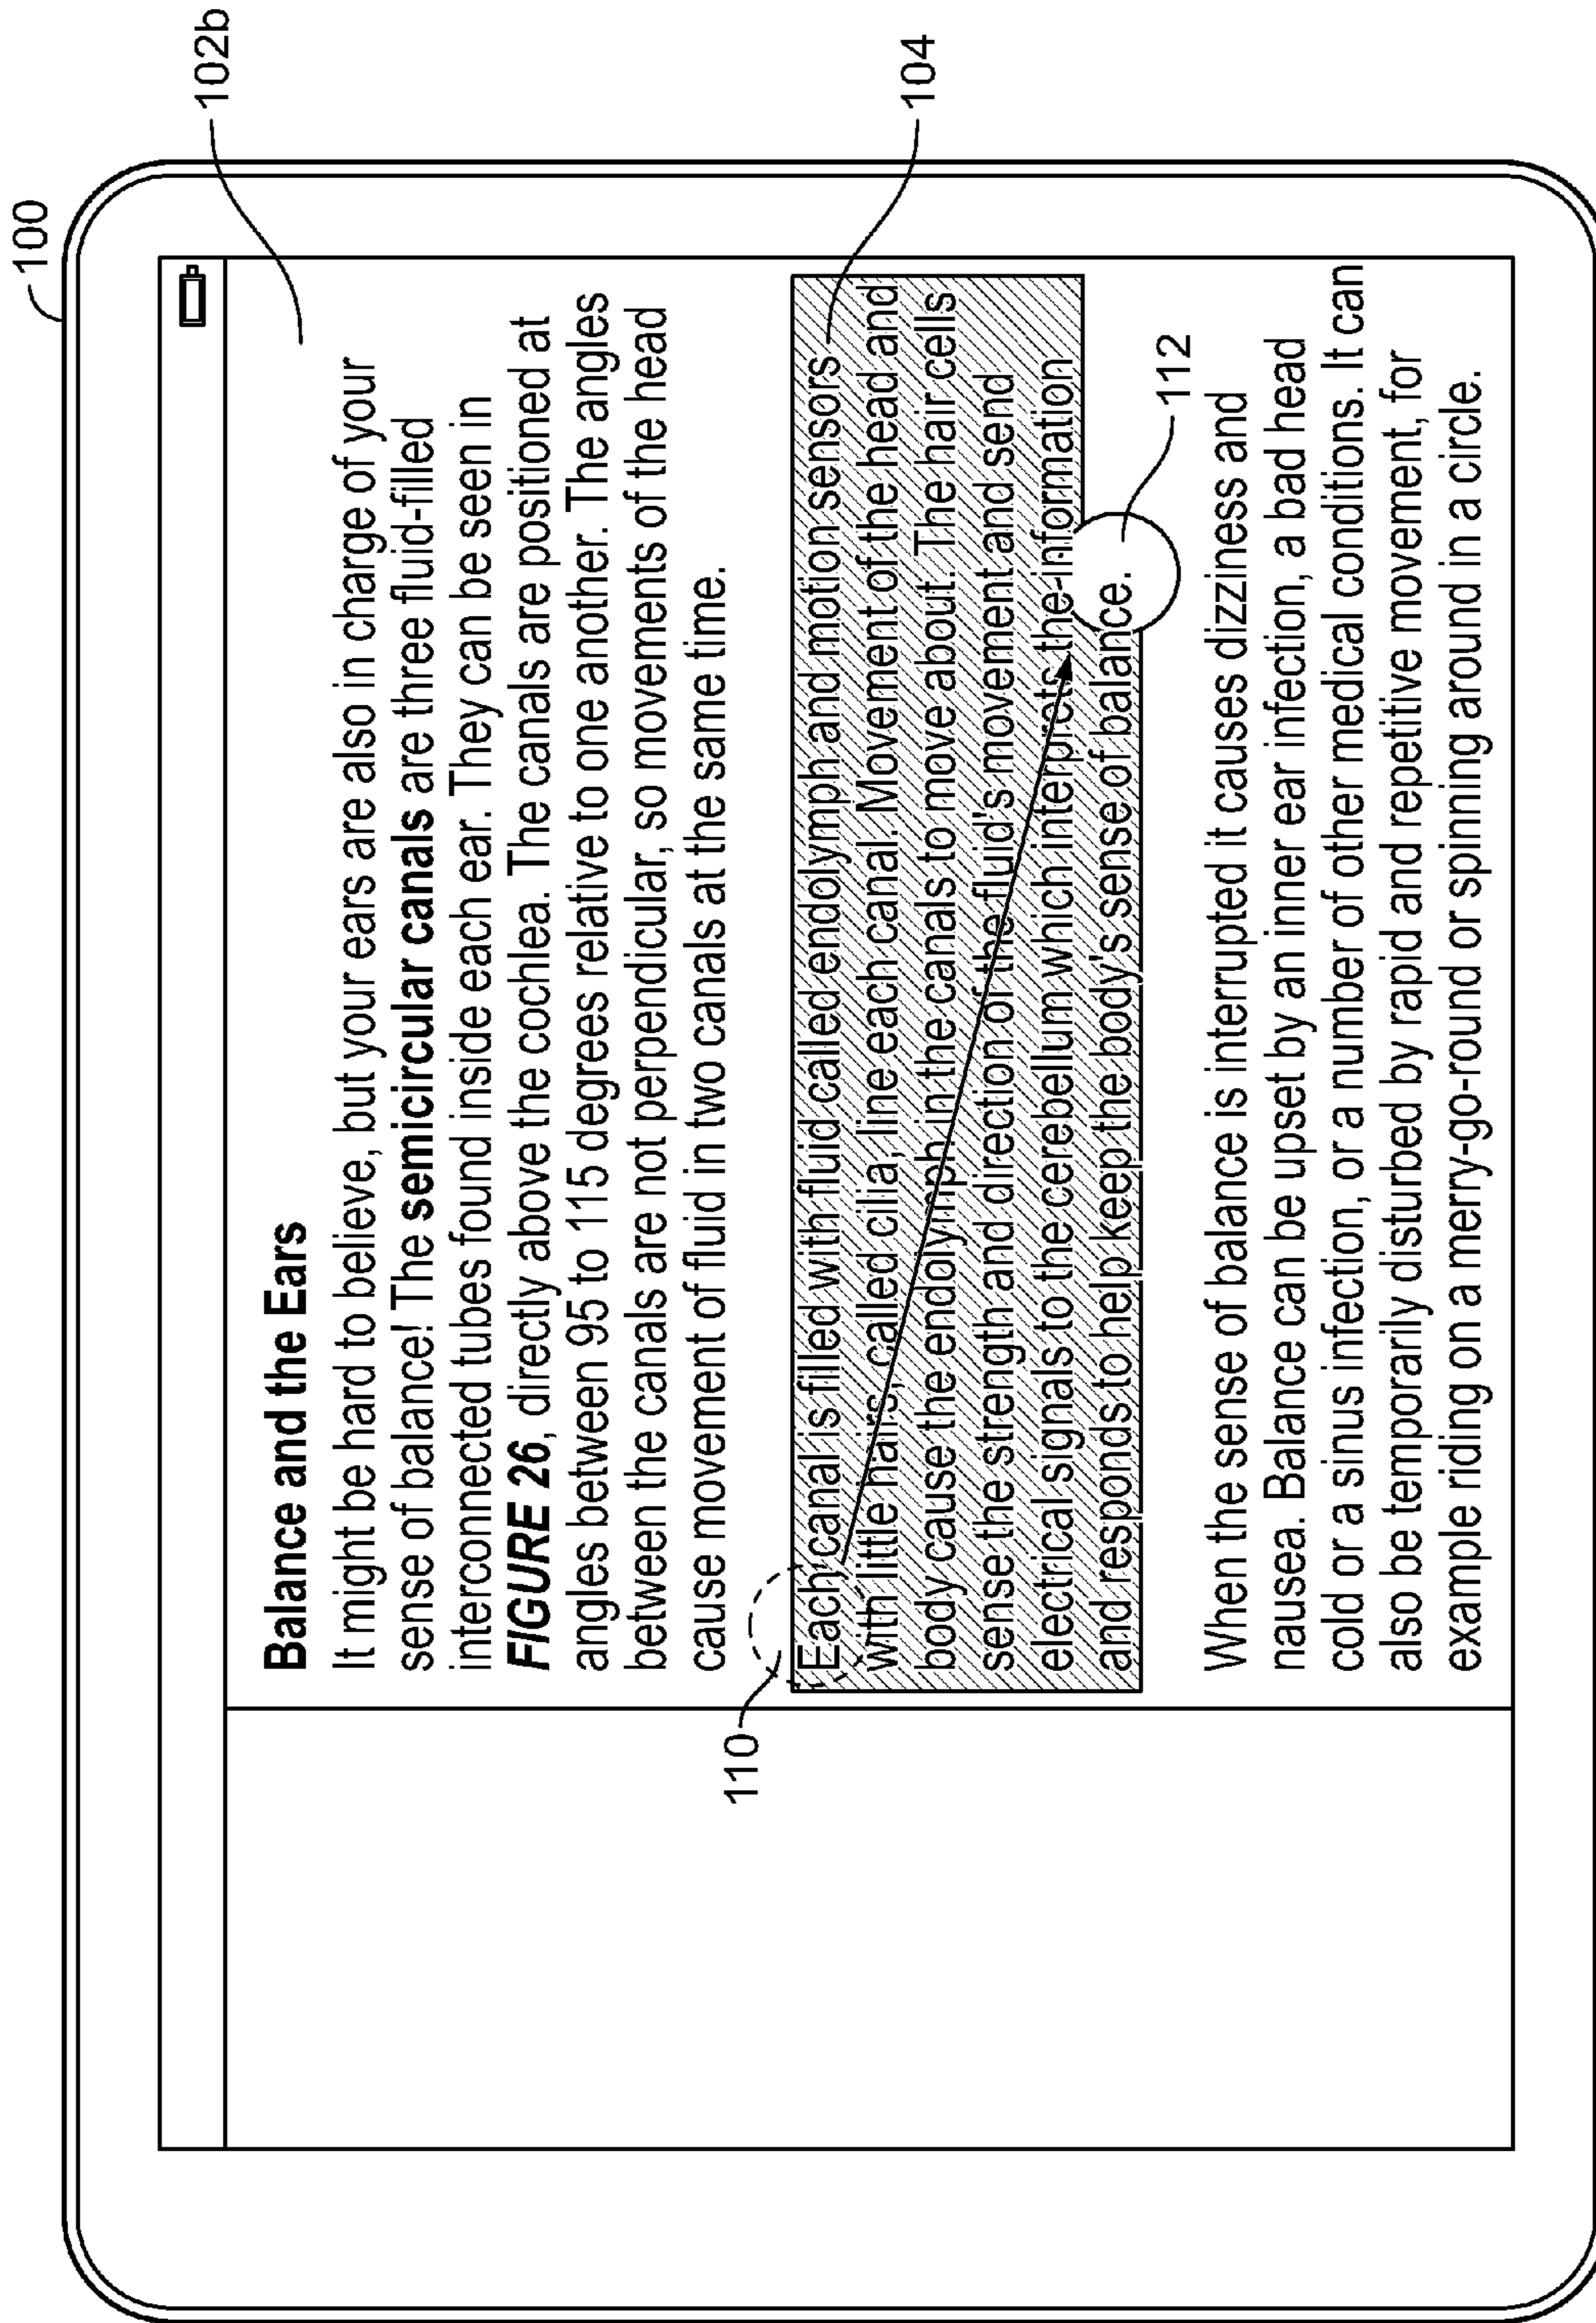 100
102b
Balance and the Ears
It might be hard to believe, but your ears are also in charge of your
sense of balance! The semicircular canals are three fluid-filled
interconnected tubes found inside each ear. They can be seen in
FIGURE 26, directly above the cochlea. The canals are positioned at
angles between 95 to 115 degrees relative to one another. The angles
between the canals are not perpendicular, so movements of the head
cause movement of fluid in two canals at the same time.
110
104
Each canal is filled with fluid called endolymph and motion sensors
with little hairs, called cilia, line each canal. Movement of the head and
body cause the endolymph in the canals to move about. The hair cells
sense the strength and direction of the fluid's movement and send
electrical signals to the cerebellum which interprets the information
and responds to help keep the body's sense of balance.
112
When the sense of balance is interrupted it causes dizziness and
nausea. Balance can be upset by an inner ear infection, a bad head
cold or a sinus infection, or a number of other medical conditions. It can
also be temporarily disturbed by rapid and repetitive movement, for
example riding on a merry-go-round or spinning around in a circle.